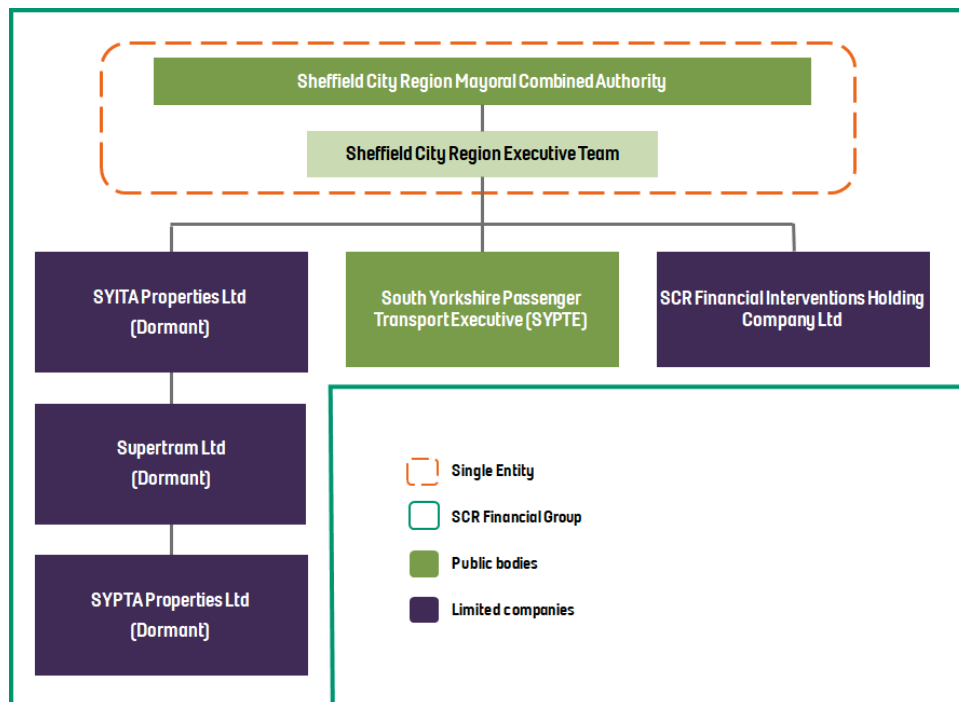 Sheffield City Region Mayoral Combined Authority
Sheffield City Region Executive Team
SYITA Properties Ltd
(Dormant)
South Yorkshire Passenger
Transport Executive (SYPTE)
SCR Financial Interventions Holding
Company Ltd
Supertram Ltd
(Dormant)
SYPTA Properties Ltd
(Dormant)
Single Entity
SCR Financial Group
Public bodies
Limited companies